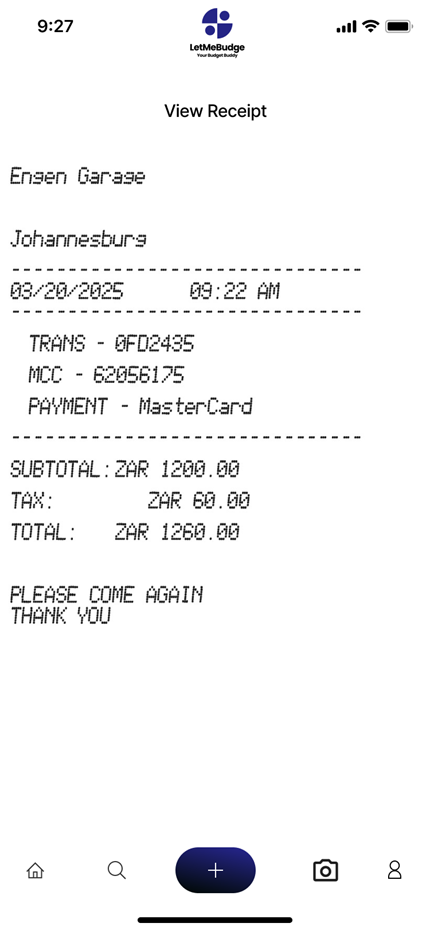 9:27
LetMeBudge
Your Budget Buddy
View Receipt
Engen Garage
Johannesburg
------------------------------
03/20/2025 09:22 AM
------------------------------
TRANS - 0FD2435
MCC - 62056175
PAYMENT - MasterCard
------------------------------
SUBTOTAL:ZAR 1200.00
TAX: ZAR 60.00
TOTAL: ZAR 1260.00
PLEASE COME AGAIN
THANK YOU